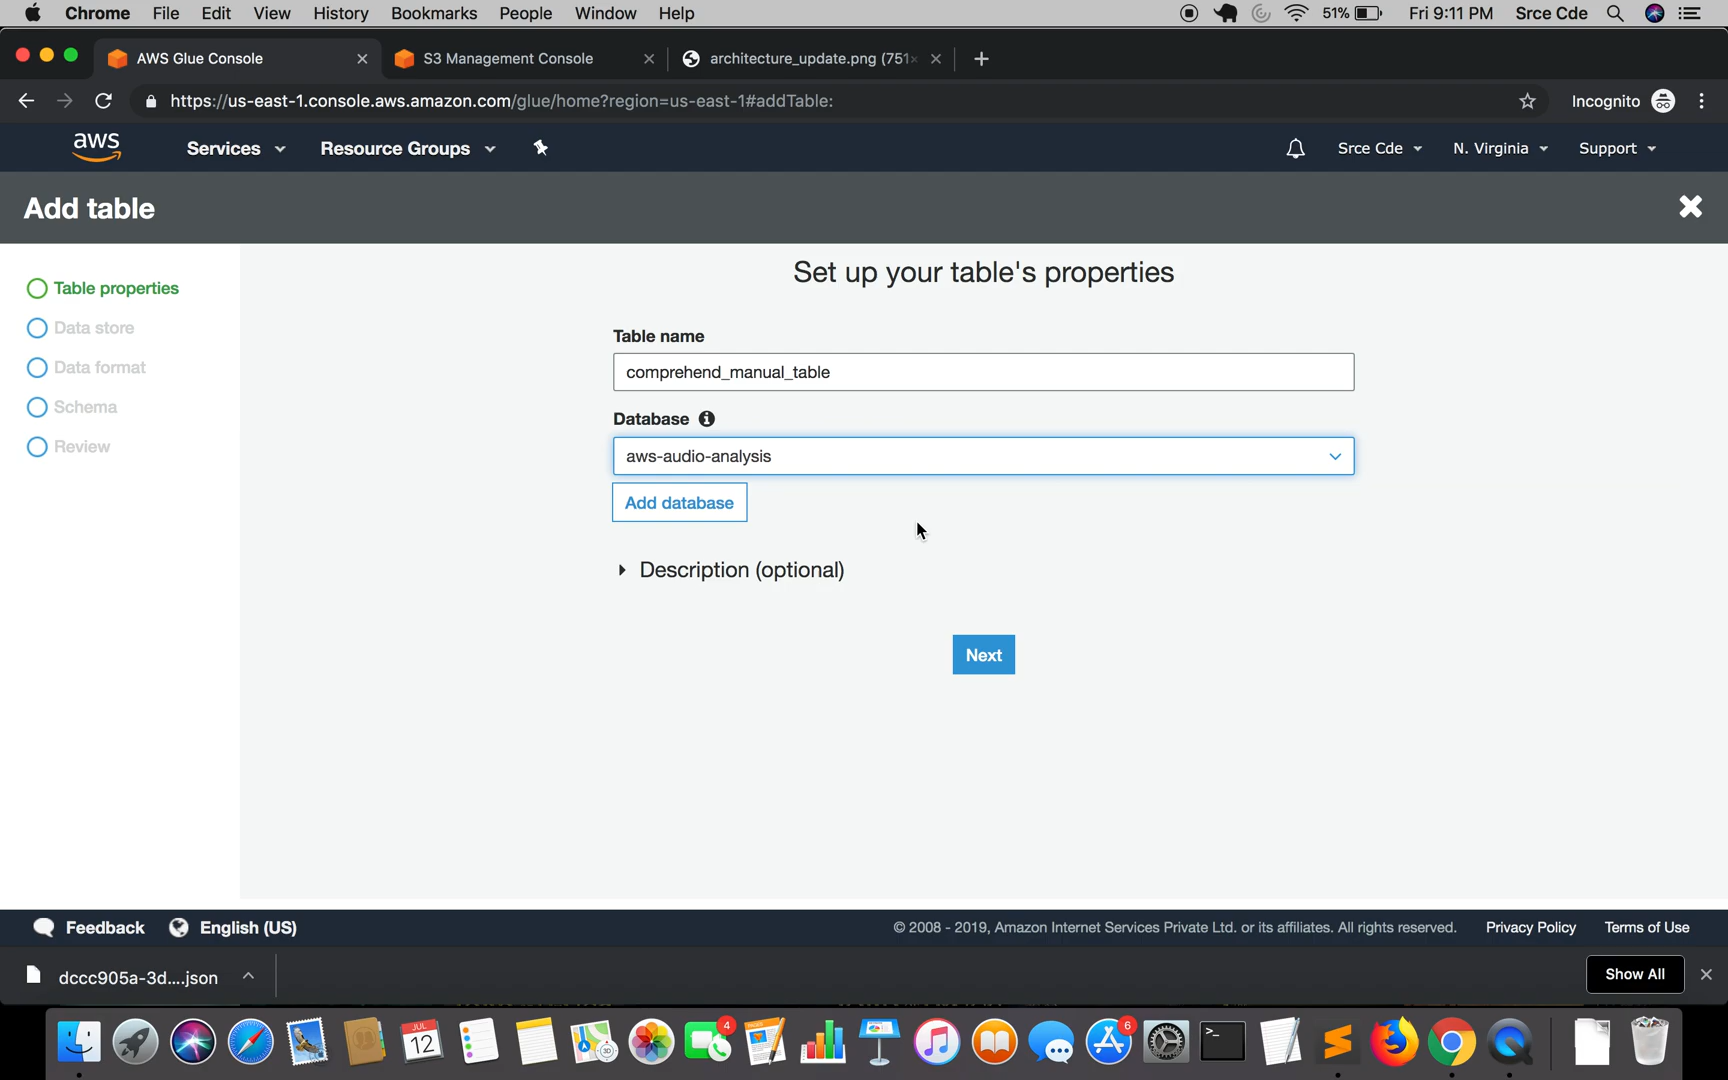 Chrome File Edit View History Bookmarks People Window Help 51% Fri 9:11 PM Srce Cde
AWS Glue Console S3 Management Console architecture_update.png (751×
https://us-east-1.console.aws.amazon.com/glue/home?region=us-east-1#addTable: Incognito
aws Services Resource Groups Srce Cde N. Virginia Support
Add table
Set up your table's properties
Table properties
Data store
Data format
Schema
Review
Table name
comprehend_manual_table
Database
aws-audio-analysis
Add database
Description (optional)
Next
Feedback English (US) © 2008 - 2019, Amazon Internet Services Private Ltd. or its affiliates. All rights reserved. Privacy Policy Terms of Use
dccc905a-3d....json Show All
4
JUL
12
6